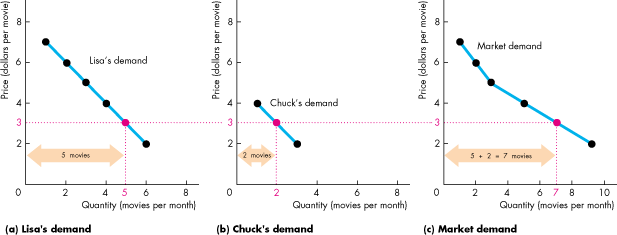 Price (dollars per movie)
8
6
4
3
2
0
Lisa's demand
5 movies
2
4
5
6
8
Quantity (movies per month)
(a) Lisa's demand
Price (dollars per movie)
8
6
4
3
2
0
Chuck's demand
2 movies
2
4
6
8
Quantity (movies per month)
(b) Chuck's demand
Price (dollars per movie)
8
6
4
3
2
0
Market demand
5 + 2 = 7 movies
2
4
6
7
8
10
Quantity (movies per month)
(c) Market demand